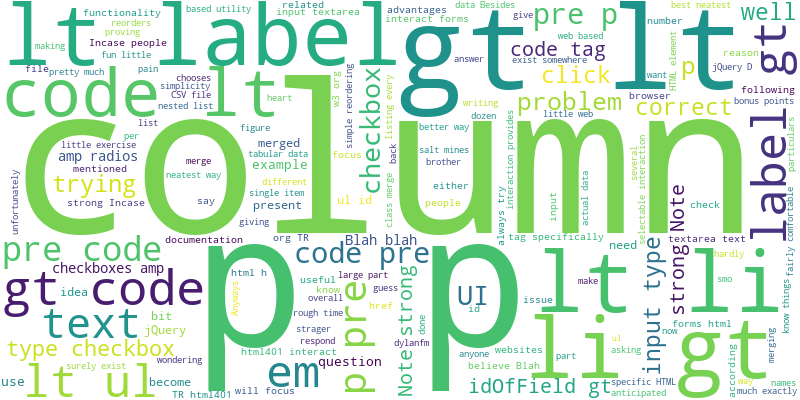 functionality
reorders
proving
making
Incase people
fun little
file
pretty much
pain
lt label
based utility
related
input textarea
advantages
interact forms
gt lt
data Besides
give
pre p
number
best neatest
well
code lt
chooses
simplicity
CSV file
nested list
heart
w3 org
simple reordering
checkbox
listing every
answer
web based
exist somewhere
code tag
click
want
HTML element
p
jQuery D
reason
gt
browser
following
bonus points
column
list
per
figure
little exercise
merged
amp radios
tabular data
mentioned
example
merge
neatest way
trying
different
single item
strong Incase
say
present
giving
unfortunately
focus
ul id
class merge
back
writing
dozen
better way
salt mines
brother
either
people
always try
interaction provides
input
problem
little web
correct
label
particulars
several
selectable interaction
actual data
check
strong Note
comfortable
fairly
know things
pre code
documentation
org TR
Blah blah
tag specifically
need
textarea text
hardly
smo
checkboxes amp
gt code
idea
html h
Anyways
useful
know
overall
rough time
strager
respond
large part
guess
href
code pre
p p
UI
id
issue
make
lt li
input type
text
bit
jQuery
type checkbox
wondering
html401 interact
question
p pre
Note strong
done
dylanfm
anyone
websites
believe Blah
part
li gt
ul
asking
now
forms html
according
way
merging
names
much exactly
use
lt ul
surely exist
become
TR html401
will focus
em
idOfField gt
specific HTML
anticipated